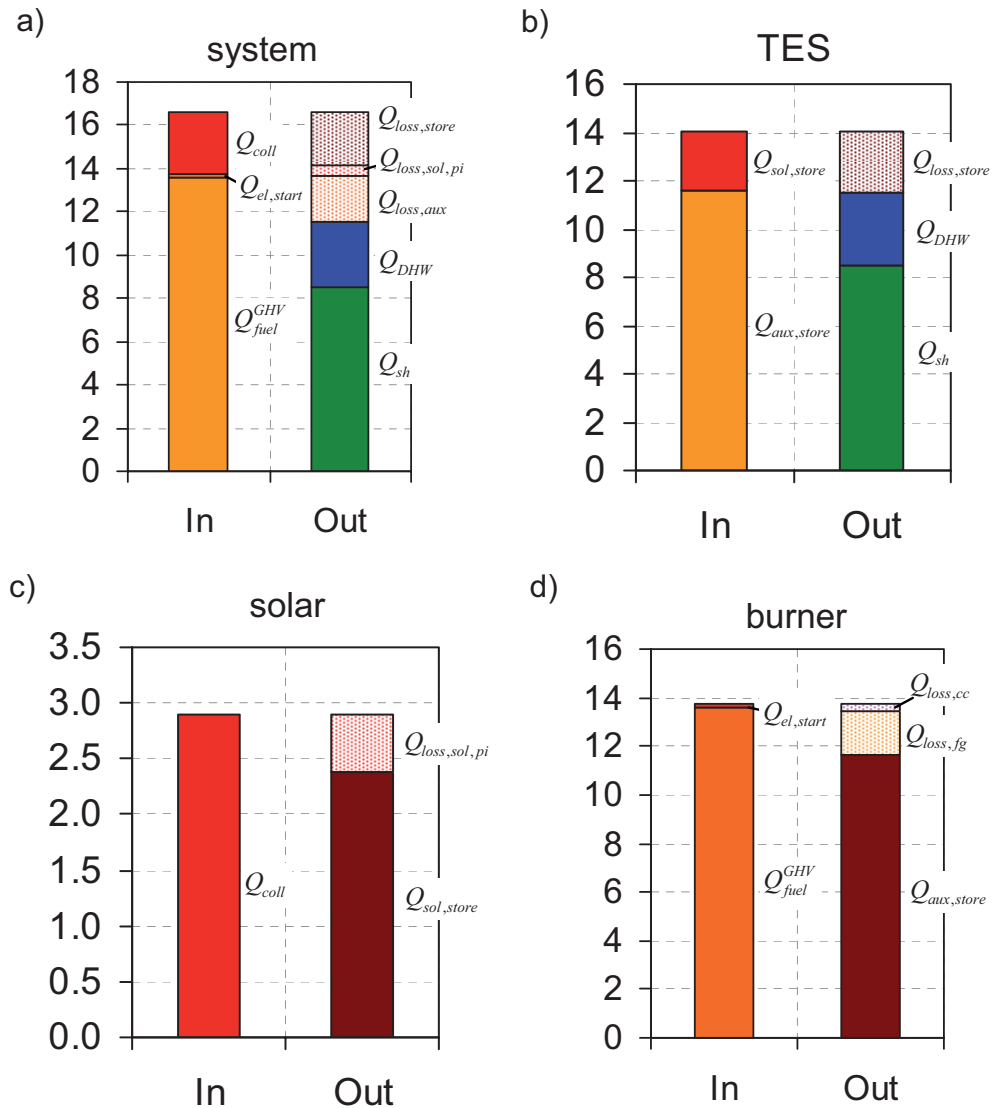 a)
system
18
16
14
12
10
8
6
4
2
0
Q_coll
Q_el,start
Q_fuel^GHV
Q_loss,store
Q_loss,sol,pi
Q_loss,aux
Q_DHW
Q_sh
In Out
b)
TES
16
14
12
10
8
6
4
2
0
Q_sol,store
Q_aux,store
Q_loss,store
Q_DHW
Q_sh
In Out
c)
solar
3.5
3.0
2.5
2.0
1.5
1.0
0.5
0.0
Q_coll
Q_loss,sol,pi
Q_sol,store
In Out
d)
burner
16
14
12
10
8
6
4
2
0
Q_el,start
Q_fuel^GHV
Q_loss,cc
Q_loss,fg
Q_aux,store
In Out